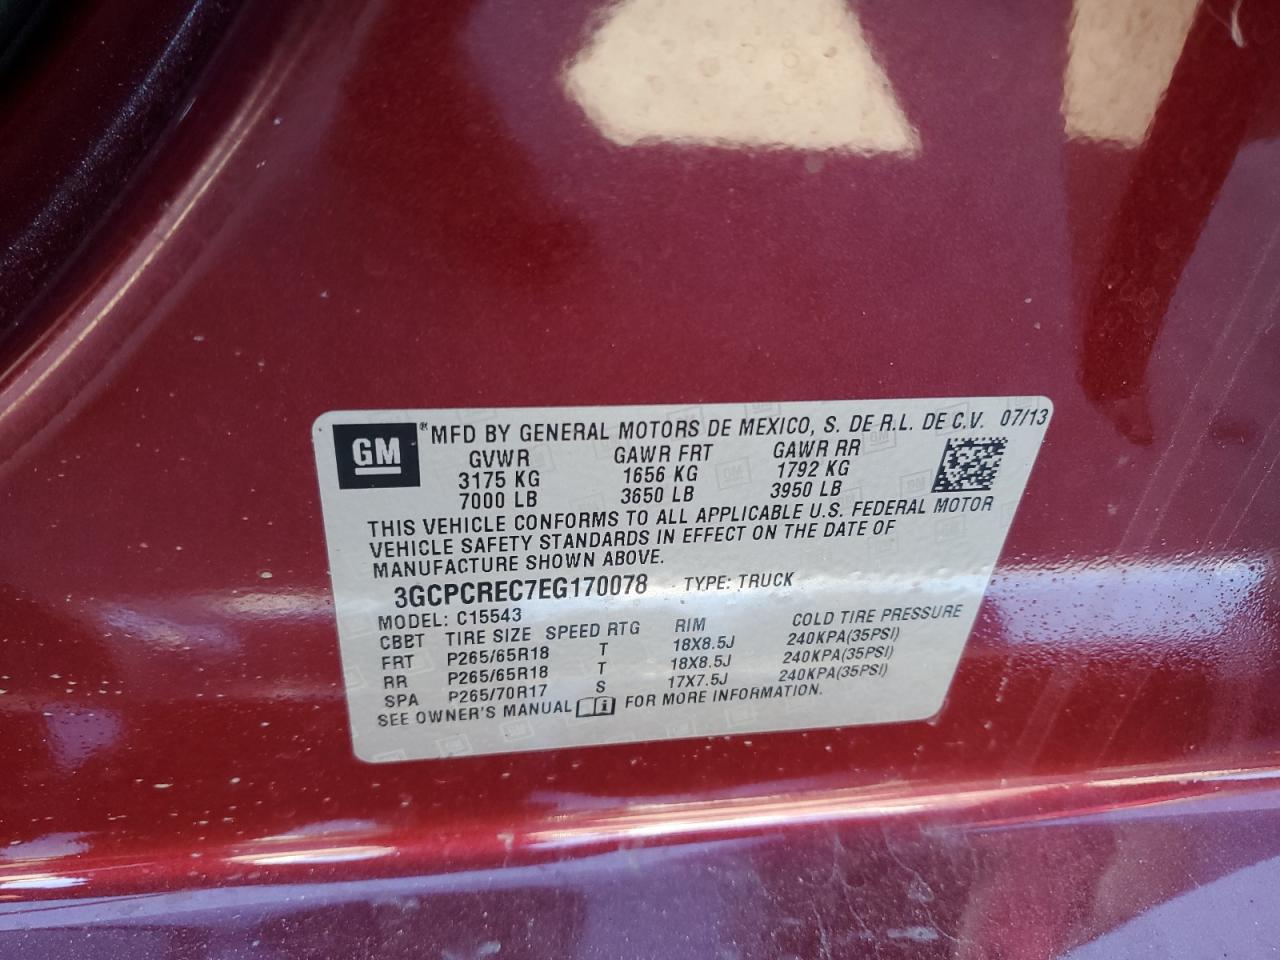 GM ® MFD BY GENERAL MOTORS DE MEXICO, S. DE R.L. DE C.V. 07/13
GVWR GAWR FRT GAWR RR
3175 KG 1656 KG 1792 KG
7000 LB 3650 LB 3950 LB
THIS VEHICLE CONFORMS TO ALL APPLICABLE U.S. FEDERAL MOTOR
VEHICLE SAFETY STANDARDS IN EFFECT ON THE DATE OF
MANUFACTURE SHOWN ABOVE.
3GCPCREC7EG170078 TYPE: TRUCK
MODEL: C15543
CBBT TIRE SIZE SPEED RTG RIM COLD TIRE PRESSURE
FRT P265/65R18 T 18X8.5J 240KPA(35PSI)
RR P265/65R18 T 18X8.5J 240KPA(35PSI)
SPA P265/70R17 S 17X7.5J 240KPA(35PSI)
SEE OWNER'S MANUAL i FOR MORE INFORMATION.